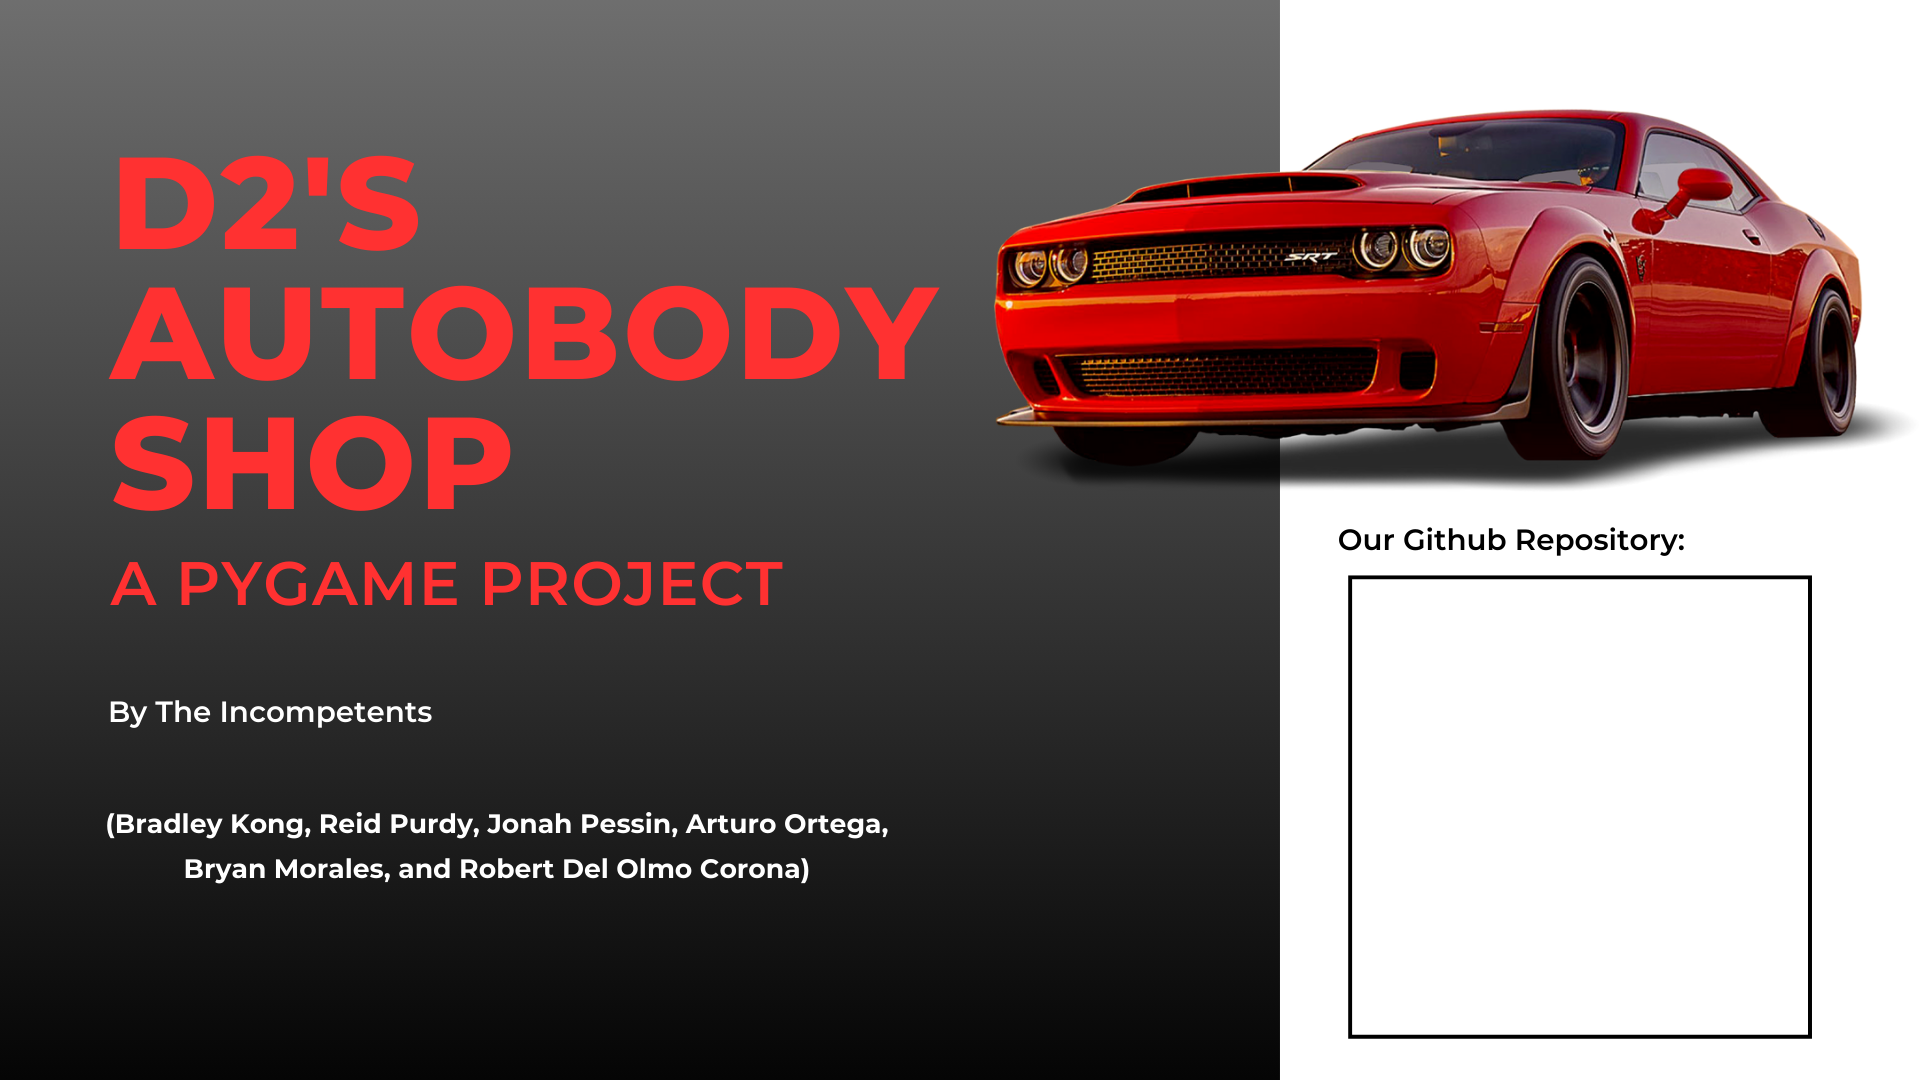 D2'S
AUTOBODY
SHOP
A PYGAME PROJECT
By The Incompetents
(Bradley Kong, Reid Purdy, Jonah Pessin, Arturo Ortega,
Bryan Morales, and Robert Del Olmo Corona)
SRT
Our Github Repository: